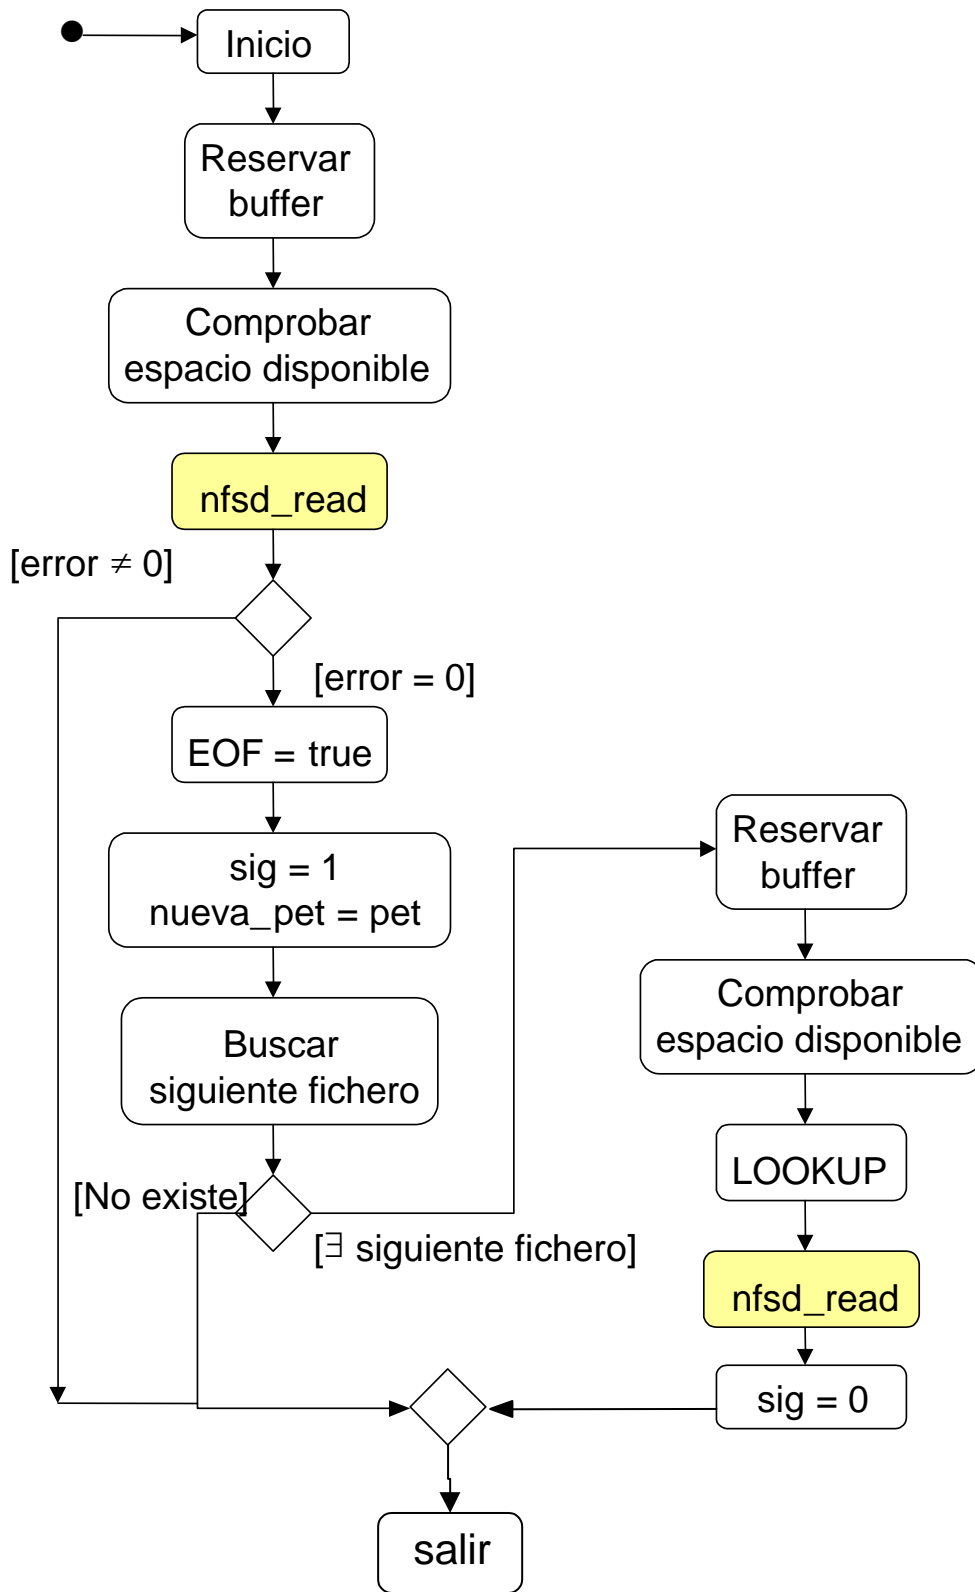 Inicio
Reservar
buffer
Comprobar
espacio disponible
nfsd_read
[error ≠ 0]
[error = 0]
EOF = true
sig = 1
nueva_pet = pet
Buscar
siguiente fichero
[No existe]
[∃ siguiente fichero]
Reservar
buffer
Comprobar
espacio disponible
LOOKUP
nfsd_read
sig = 0
salir